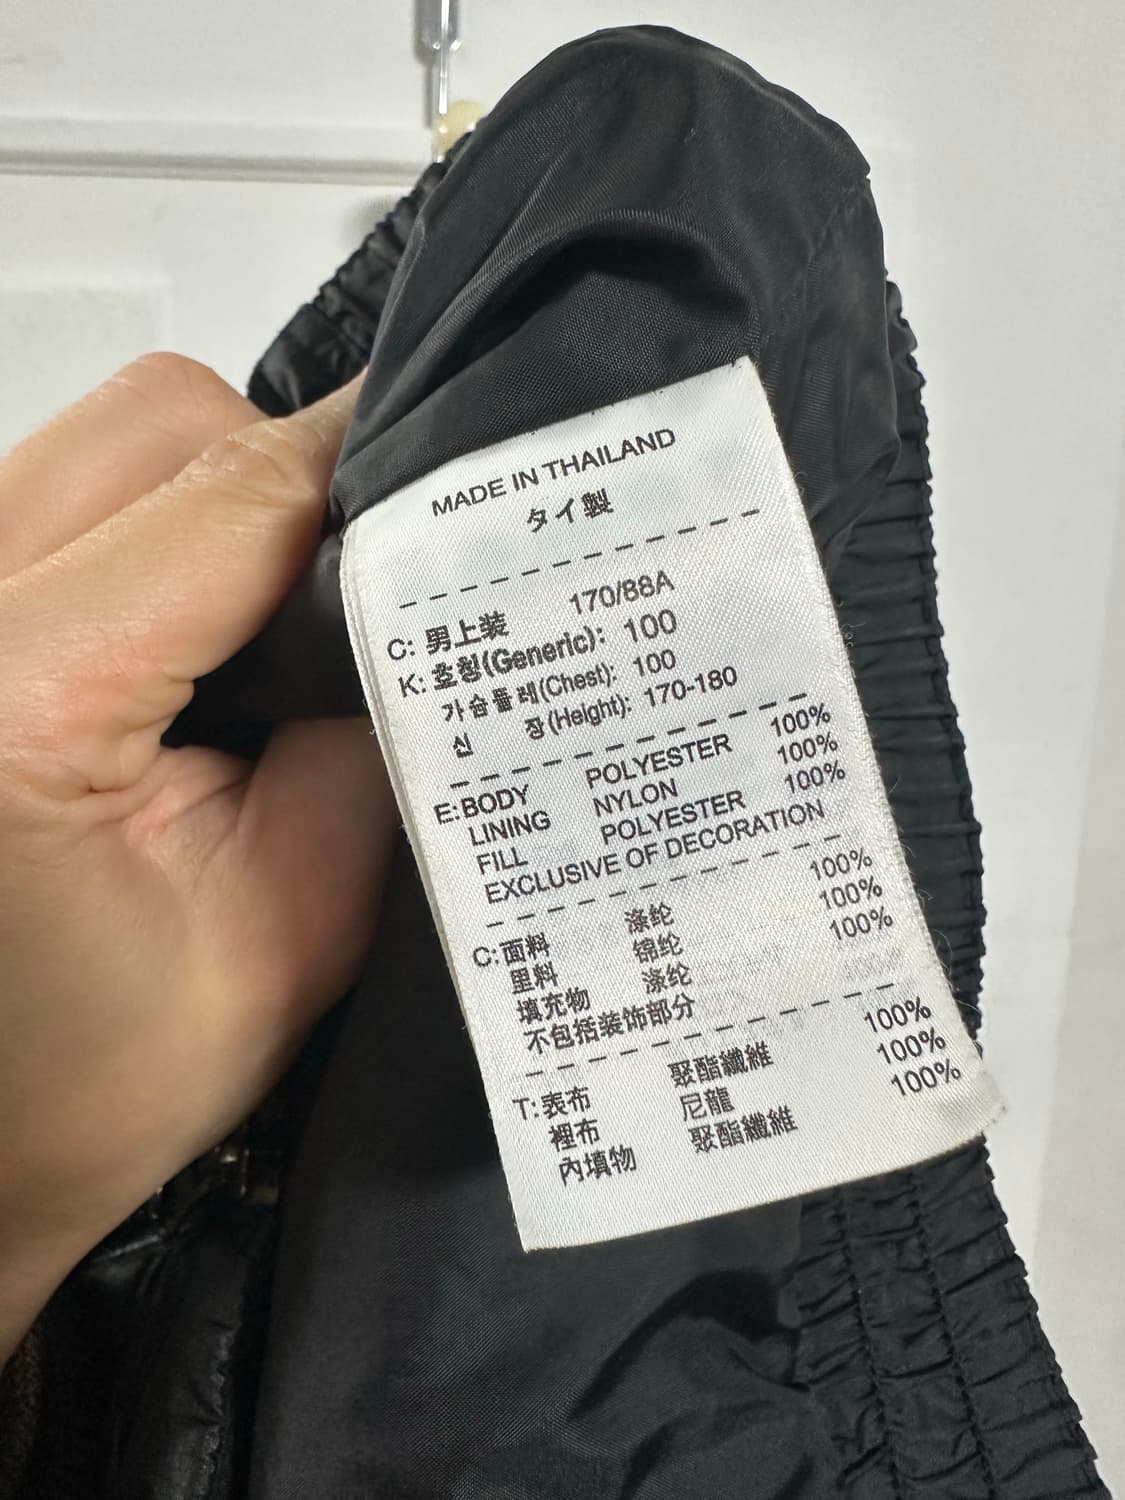 MADE IN THAILAND
タイ製
C: 男上装 170/88A
K: 호칭(Generic): 100
가슴둘레(Chest): 100
신 장(Height): 170-180
E: BODY POLYESTER 100%
LINING NYLON 100%
FILL POLYESTER 100%
EXCLUSIVE OF DECORATION
C: 面料 涤纶 100%
里料 锦纶 100%
填充物 涤纶 100%
不包括装饰部分
T: 表布 聚酯纖維 100%
裡布 尼龍 100%
內填物 聚酯纖維 100%